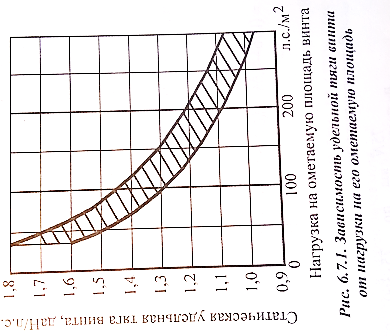 Статическая удельная тяга винта, даН/л.с.
1,8
1,7
1,6
1,5
1,4
1,3
1,2
1,1
1,0
0,9
0
100
200
л.с./м2
Нагрузка на ометаемую площадь винта
Рис. 6.7.1. Зависимость удельной тяги винта
от нагрузки на его ометаемую площадь